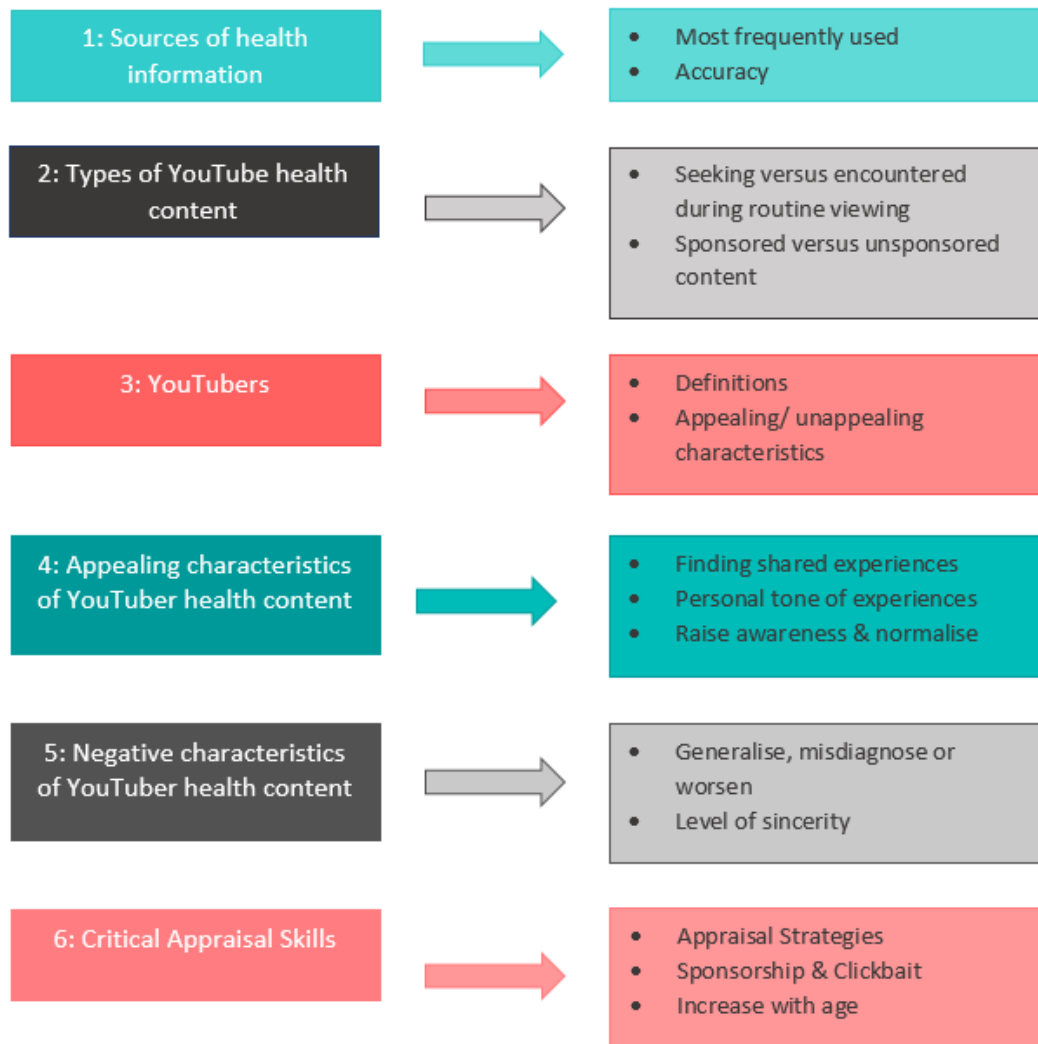 1: Sources of health
information
• Most frequently used
• Accuracy
2: Types of YouTube health
content
• Seeking versus encountered
during routine viewing
• Sponsored versus unsponsored
content
3: YouTubers
• Definitions
• Appealing/ unappealing
characteristics
4: Appealing characteristics
of YouTuber health content
• Finding shared experiences
• Personal tone of experiences
• Raise awareness & normalise
5: Negative characteristics
of YouTuber health content
• Generalise, misdiagnose or
worsen
• Level of sincerity
6: Critical Appraisal Skills
• Appraisal Strategies
• Sponsorship & Clickbait
• Increase with age